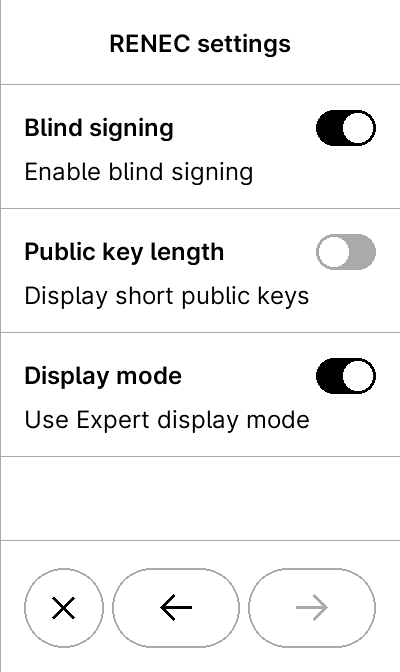 RENEC settings
Blind signing
Enable blind signing
Public key length
Display short public keys
Display mode
Use Expert display mode